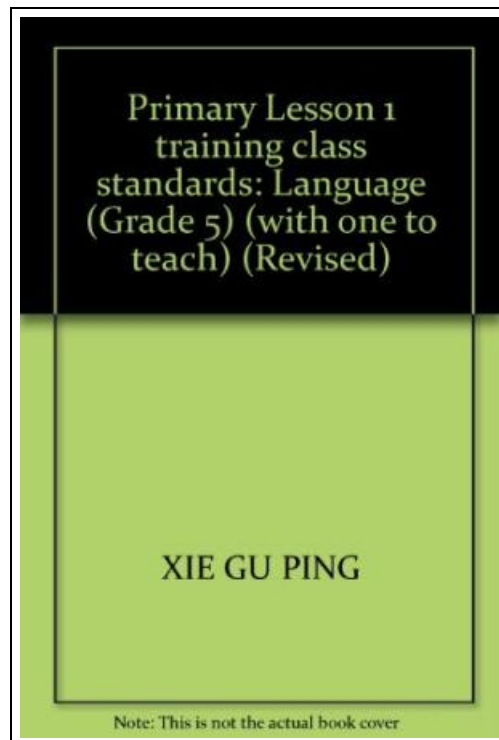 Primary Lesson 1
training class
standards: Language
(Grade 5) (with one to
teach) (Revised)
XIE GU PING
Note: This is not the actual book cover